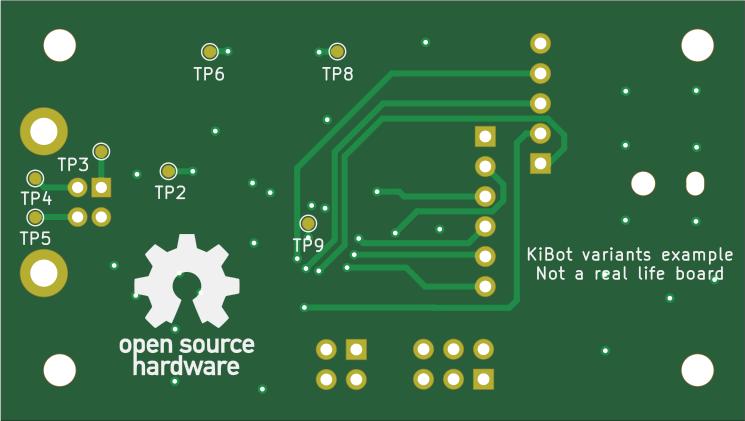 TP6
TP8
TP3
TP4
TP2
TP5
TP9
KiBot variants example
Not a real life board
open source
hardware